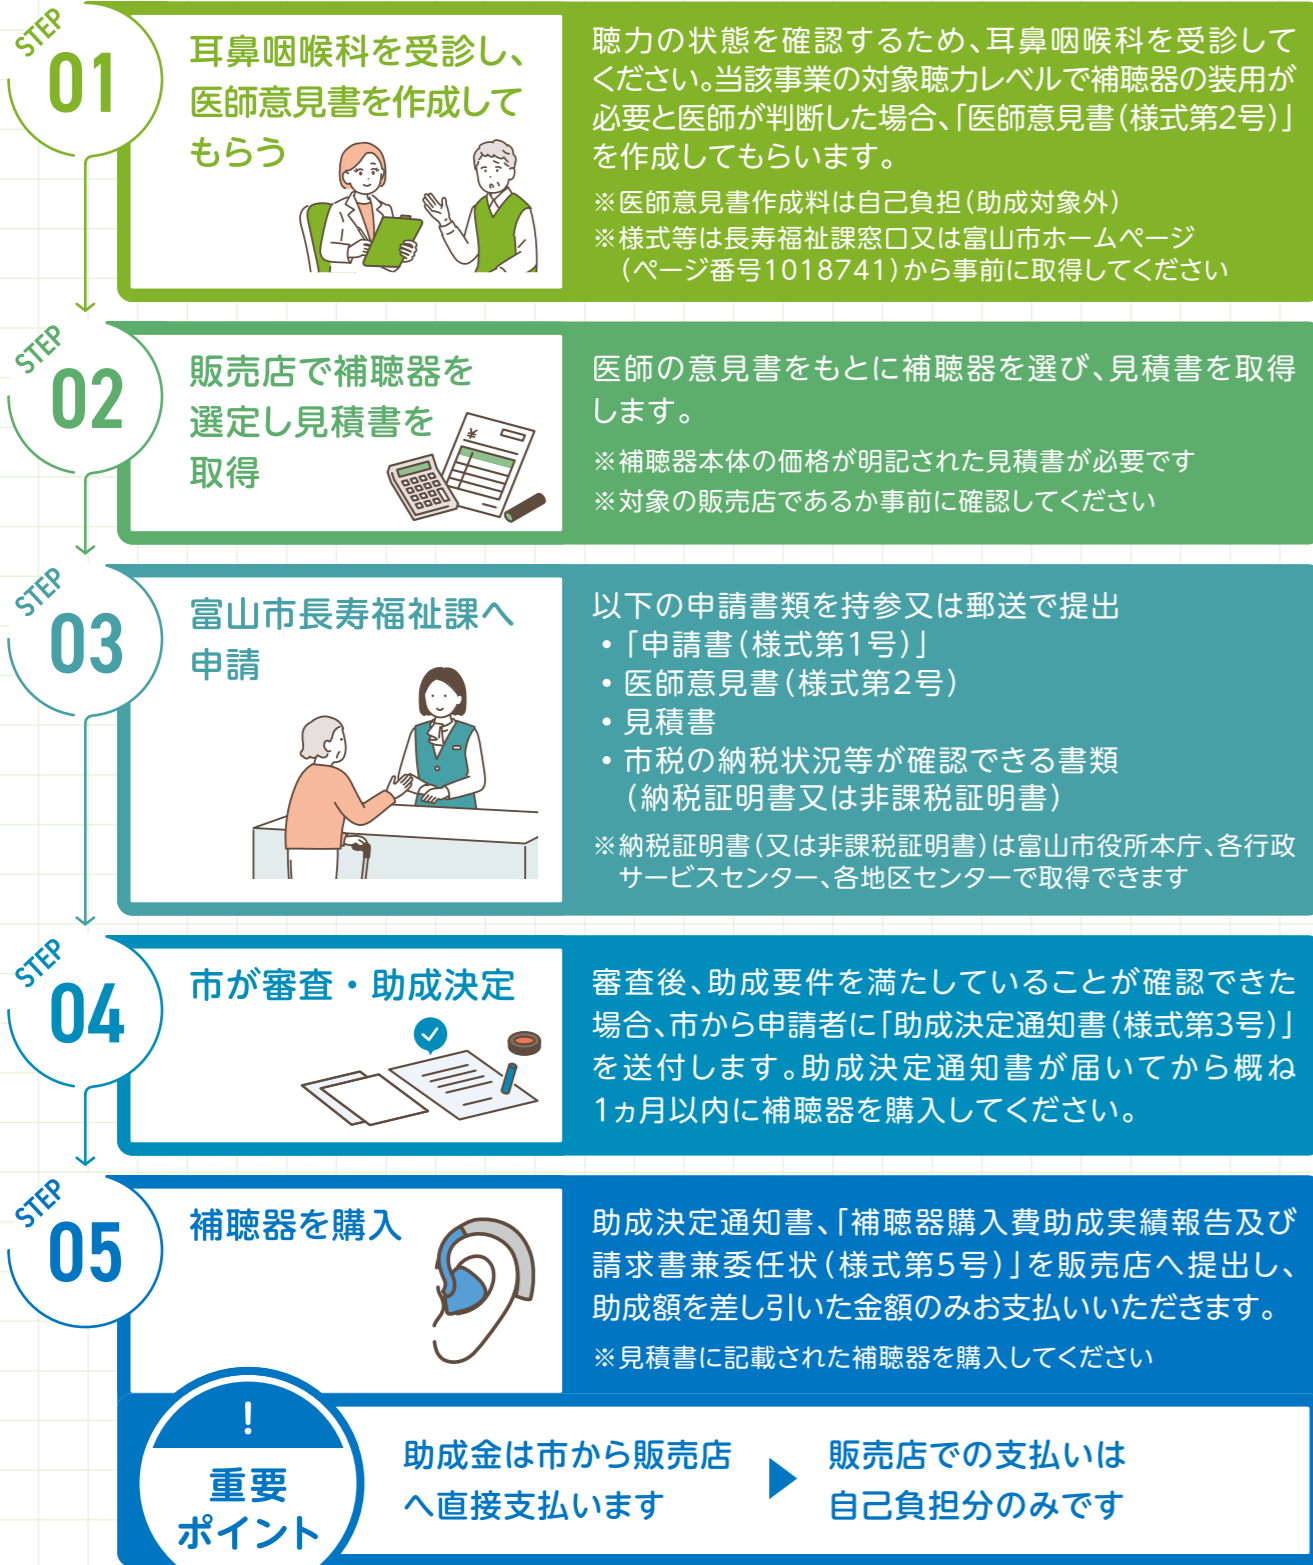 STEP
01
耳鼻咽喉科を受診し、
医師意見書を作成して
もらう
聴力の状態を確認するため、耳鼻咽喉科を受診して
ください。当該事業の対象聴力レベルで補聴器の装用が
必要と医師が判断した場合、「医師意見書(様式第2号)」
を作成してもらいます。
※医師意見書作成料は自己負担(助成対象外)
※様式等は長寿福祉課窓口又は富山市ホームページ
(ページ番号1018741)から事前に取得してください
STEP
02
販売店で補聴器を
選定し見積書を
取得
¥
医師の意見書をもとに補聴器を選び、見積書を取得
します。
※補聴器本体の価格が明記された見積書が必要です
※対象の販売店であるか事前に確認してください
STEP
03
富山市長寿福祉課へ
申請
以下の申請書類を持参又は郵送で提出
・「申請書(様式第1号)」
・医師意見書(様式第2号)
・見積書
・市税の納税状況等が確認できる書類
(納税証明書又は非課税証明書)
※納税証明書(又は非課税証明書)は富山市役所本庁、各行政
サービスセンター、各地区センターで取得できます
STEP
04
市が審査・助成決定
審査後、助成要件を満たしていることが確認できた
場合、市から申請者に「助成決定通知書(様式第3号)」
を送付します。助成決定通知書が届いてから概ね
1ヵ月以内に補聴器を購入してください。
STEP
05
補聴器を購入
助成決定通知書、「補聴器購入費助成実績報告及び
請求書兼委任状(様式第5号)」を販売店へ提出し、
助成額を差し引いた金額のみお支払いいただきます。
※見積書に記載された補聴器を購入してください
!
重要
ポイント
助成金は市から販売店
へ直接支払います
▶
販売店での支払いは
自己負担分のみです